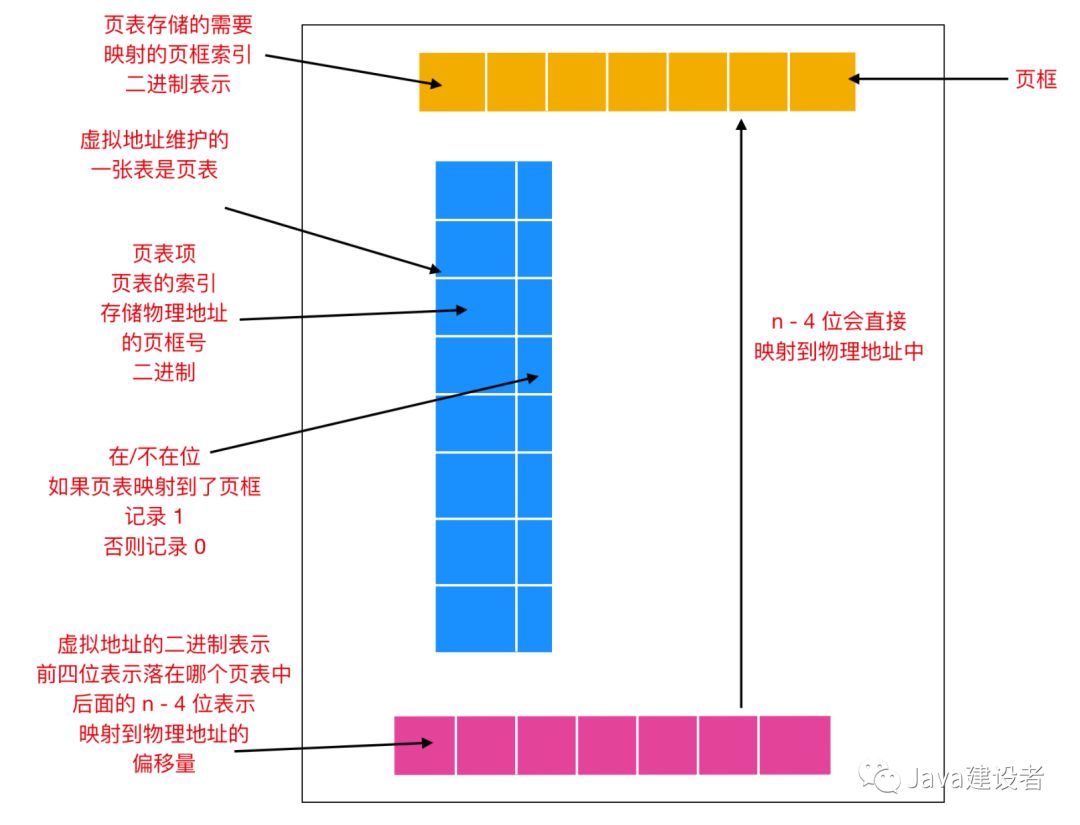 页表存储的需要
映射的页框索引
二进制表示
页框
虚拟地址维护的
一张表是页表
页表项
页表的索引
存储物理地址
的页框号
二进制
n - 4 位会直接
映射到物理地址中
在/不在位
如果页表映射到了页框
记录 1
否则记录 0
虚拟地址的二进制表示
前四位表示落在哪个页表中
后面的 n - 4 位表示
映射到物理地址的
偏移量
Java建设者